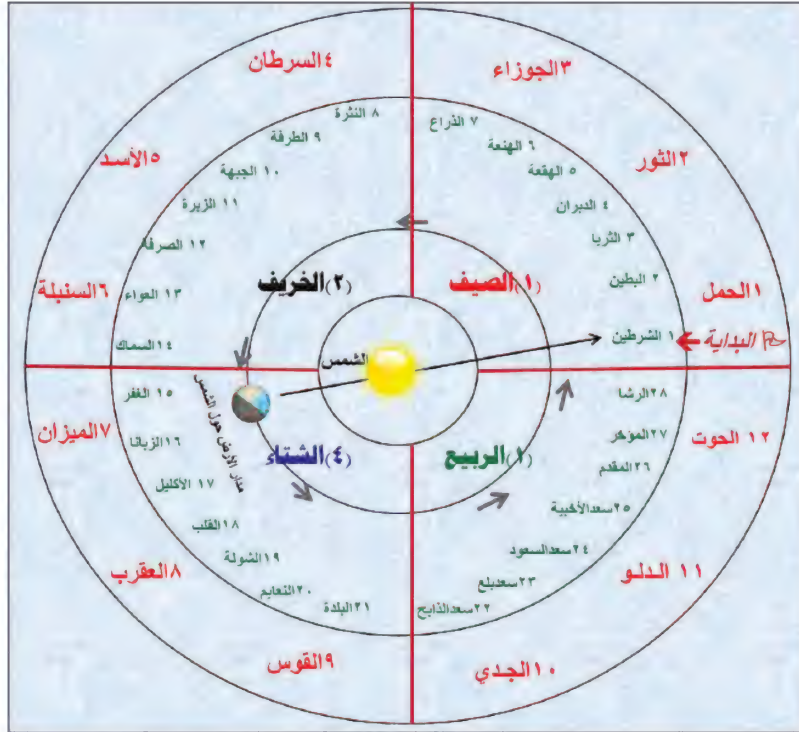 ١الحمل
٢الثور
٣الجوزاء
٤السرطان
٥الأسد
٦السنبلة
٧الميزان
٨العقرب
٩القوس
١٠الجدي
١١ الدلو
١٢ الحوت
البداية
١ الشرطين
٢ البطين
٣ الثريا
٤ الدبران
٥ الهقعة
٦ الهنعة
٧ الذراع
٨ النثرة
٩ الطرفة
١٠ الجبهة
١١ الزبرة
١٢ الصرفة
١٣ العواء
١٤السماك
١٥ الغفر
١٦الزبانا
١٧ الأكليل
١٨القلب
١٩الشولة
٢٠النعايم
٢١البلدة
٢٢سعدالذابح
٢٣سعدبلع
٢٤سعدالسعود
٢٥سعدالأخبية
٢٦المقدم
٢٧المؤخر
٢٨الرشا
(١)الصيف
(٢)الخريف
(٤)الشتاء
(١)الربيع
الشمس
مدار الأرض حول الشمس